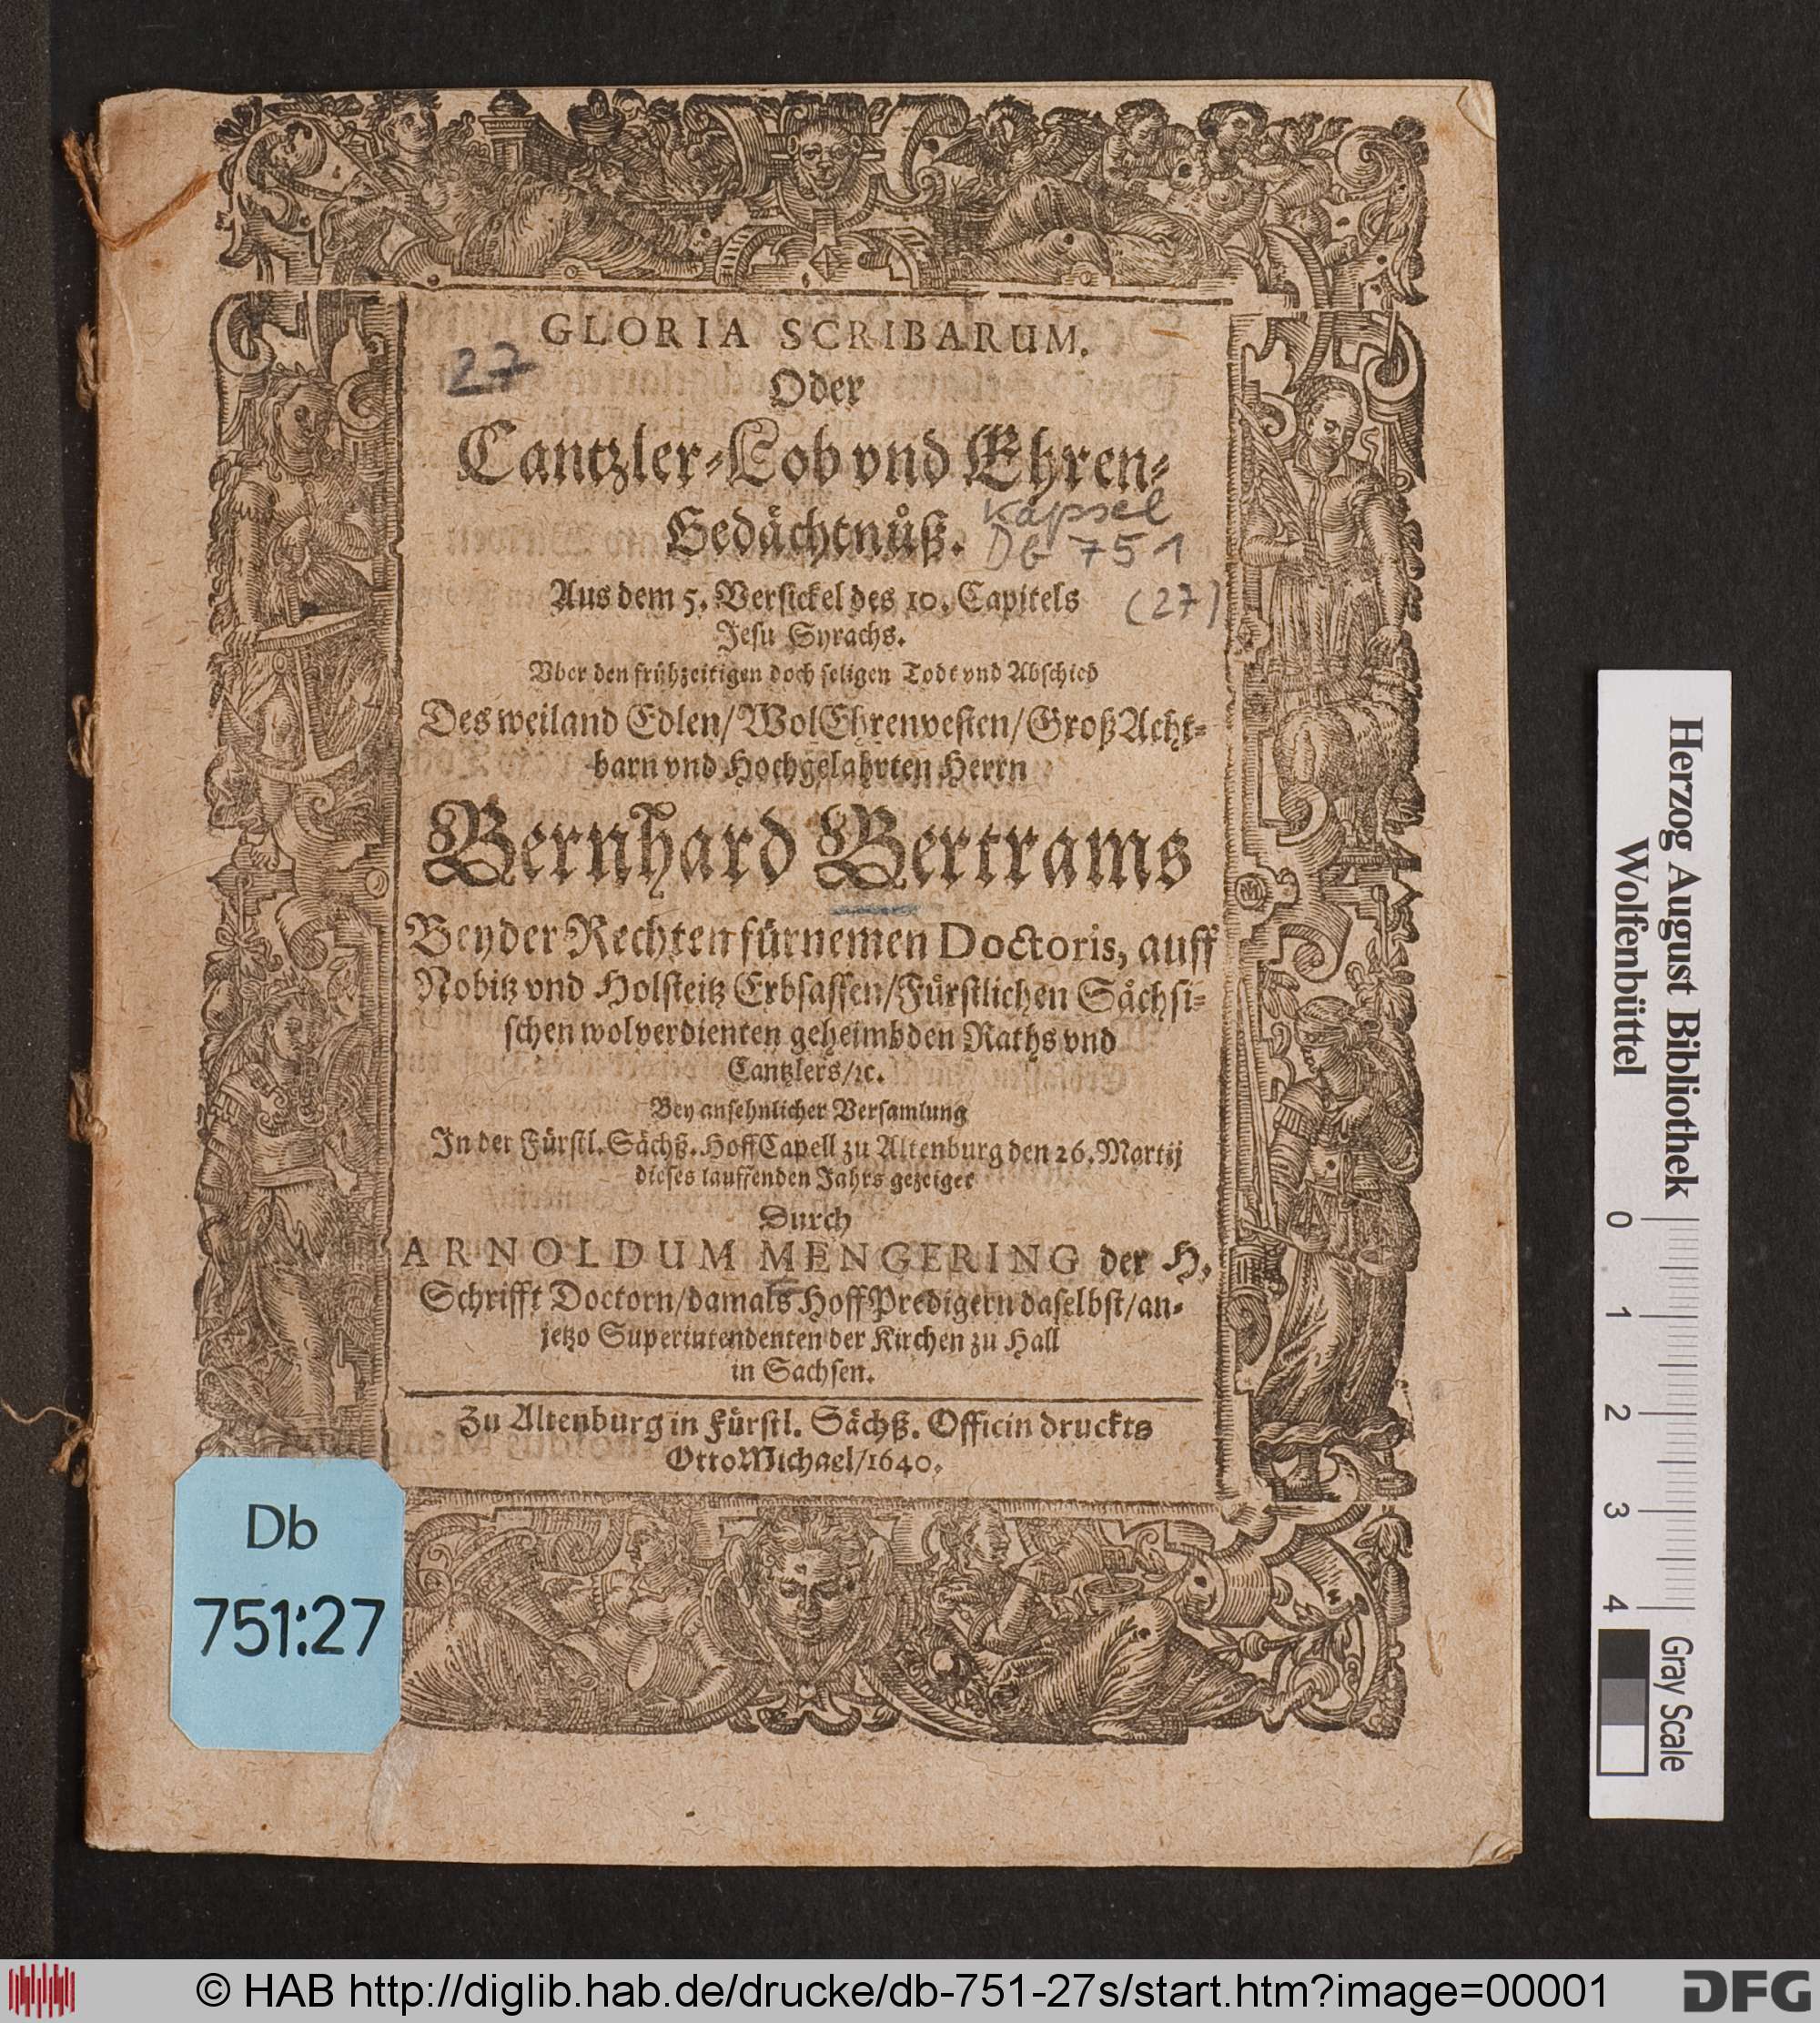 GLORIA SCRIBARUM.
27
Oder
Cantzler-Lob vnd Ehren-
Gedächtnüß.
Kapsel
Db 751
(27)
Aus dem 5. Versickel des 10. Capitels
Jesu Syrachs.
Vber den frühzeitigen doch seligen Todt vnd Abschied
Des weiland Edlen/WolEhrenvesten/GroßAcht-
barn vnd Hochgelahrten Herrn
Bernhard Bertrams
Beyder Rechten fürnemen Doctoris, auff
Nobitz vnd Holsteitz Erbsassen/Fürstlichen Sächsi-
schen wolverdienten geheimbden Raths vnd
Cantzlers/ꝛc.
Bey ansehnlicher Versamlung
In der Fürstl. Sächß. HoffCapell zu Altenburg den 26. Martij
dieses lauffenden Jahrs gezeiget
Durch
ARNOLDUM MENGERING der H.
Schrifft Doctorn/damals HoffPredigern daselbst/an-
jetzo Superintendenten der Kirchen zu Hall
in Sachsen.
Zu Altenburg in Fürstl. Sächß. Officin druckts
Otto Michael/1640.
Db
751:27
Herzog August Bibliothek
Wolfenbüttel
0 1 2 3 4
Gray Scale
© HAB http://diglib.hab.de/drucke/db-751-27s/start.htm?image=00001
DFG